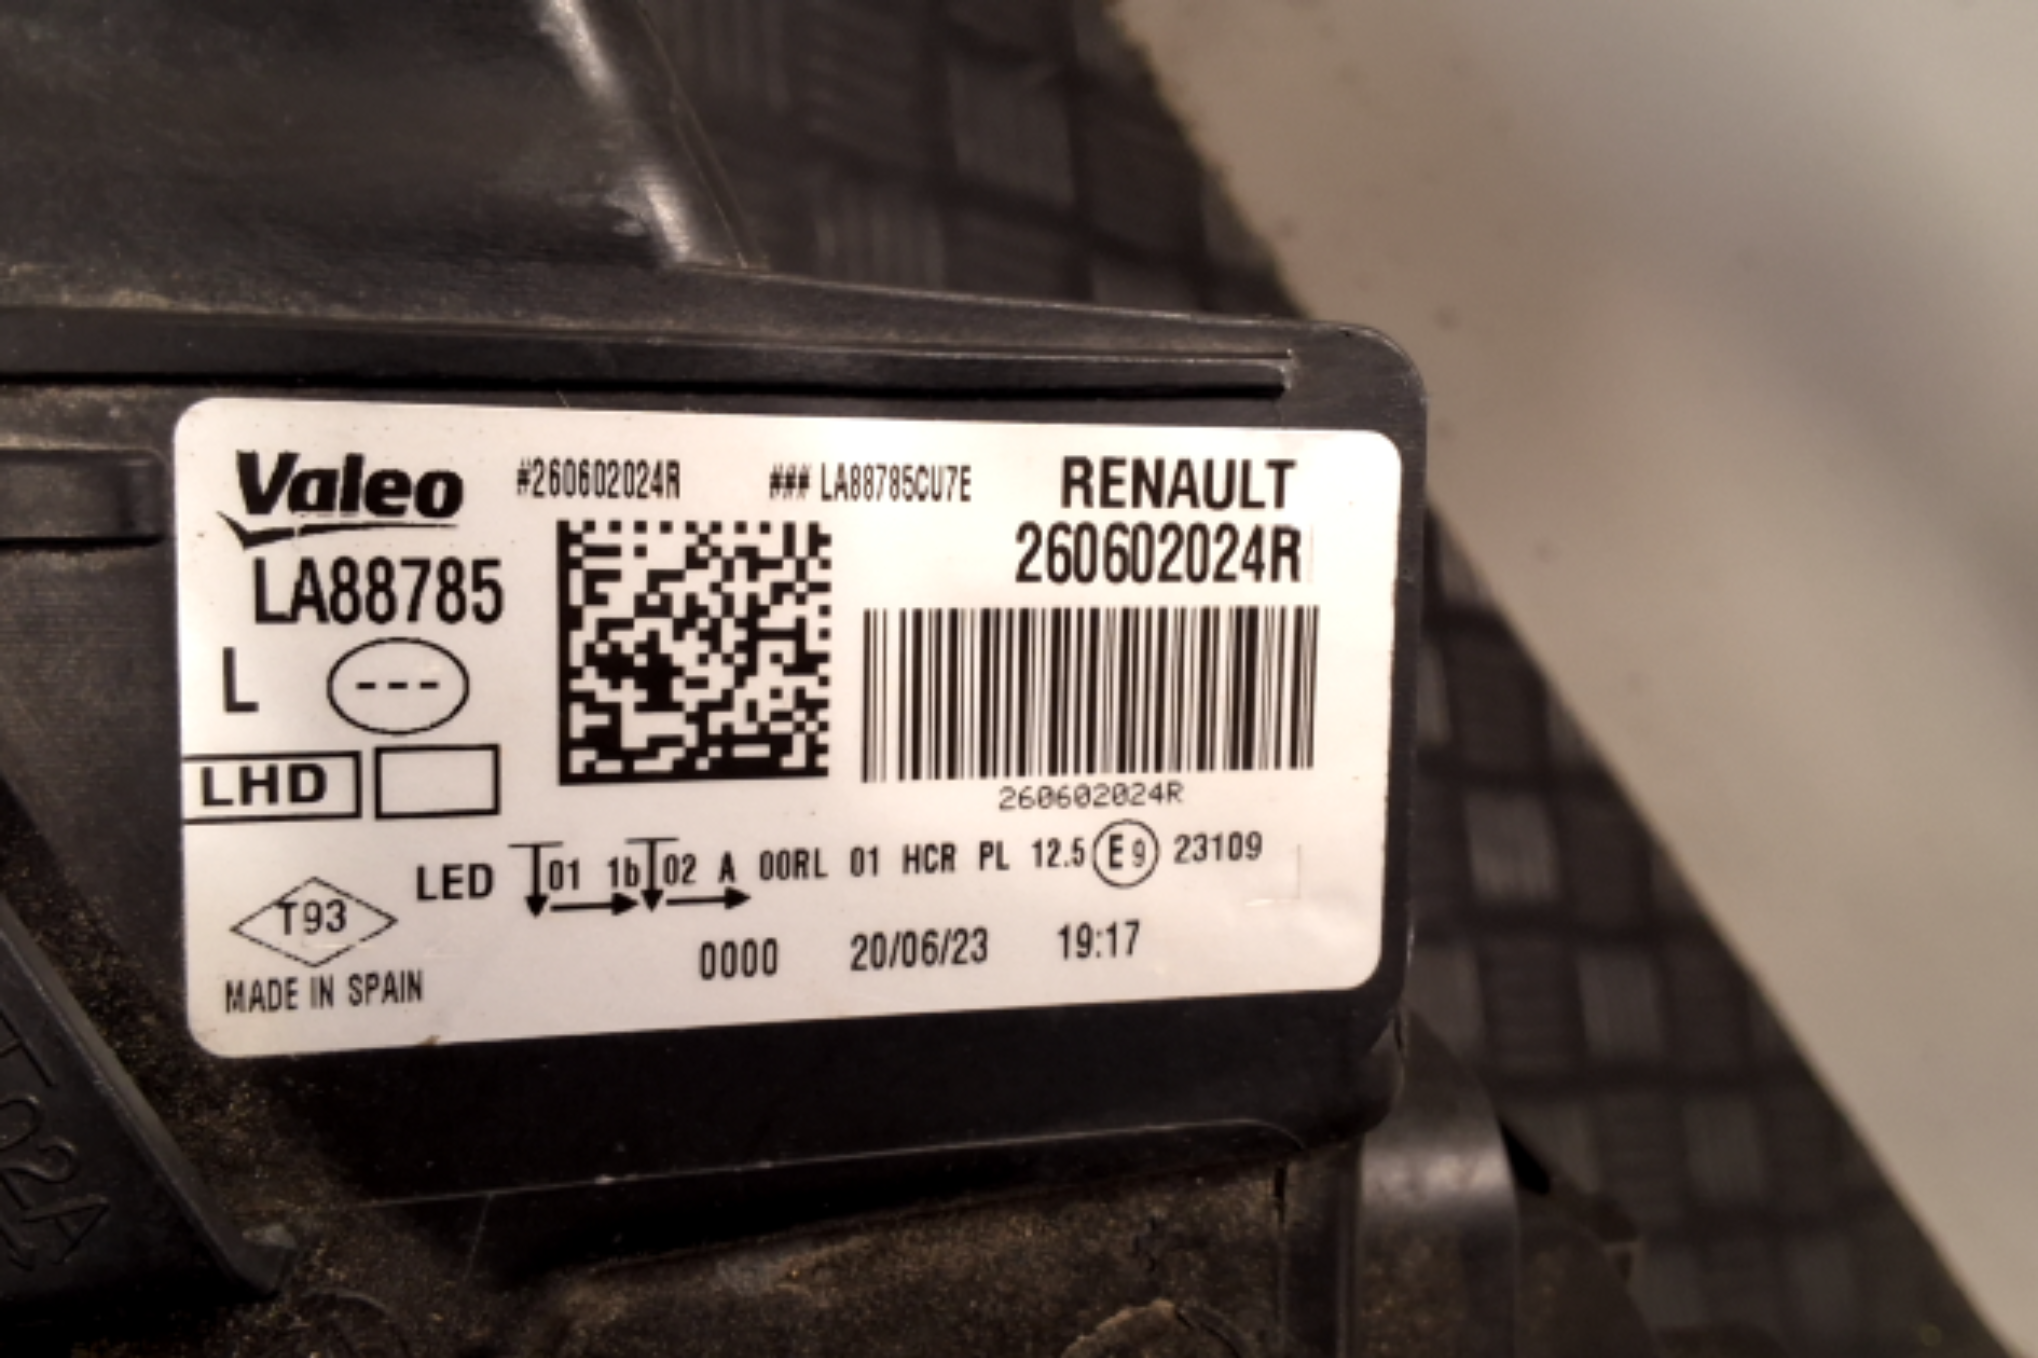 Valeo #260602024R ### LA88785CU7E RENAULT
LA88785 260602024R
L ---
LHD
260602024R
LED 01 1b 02 A 00RL 01 HCR PL 12.5 E9 23109
T93
0000 20/06/23 19:17
MADE IN SPAIN